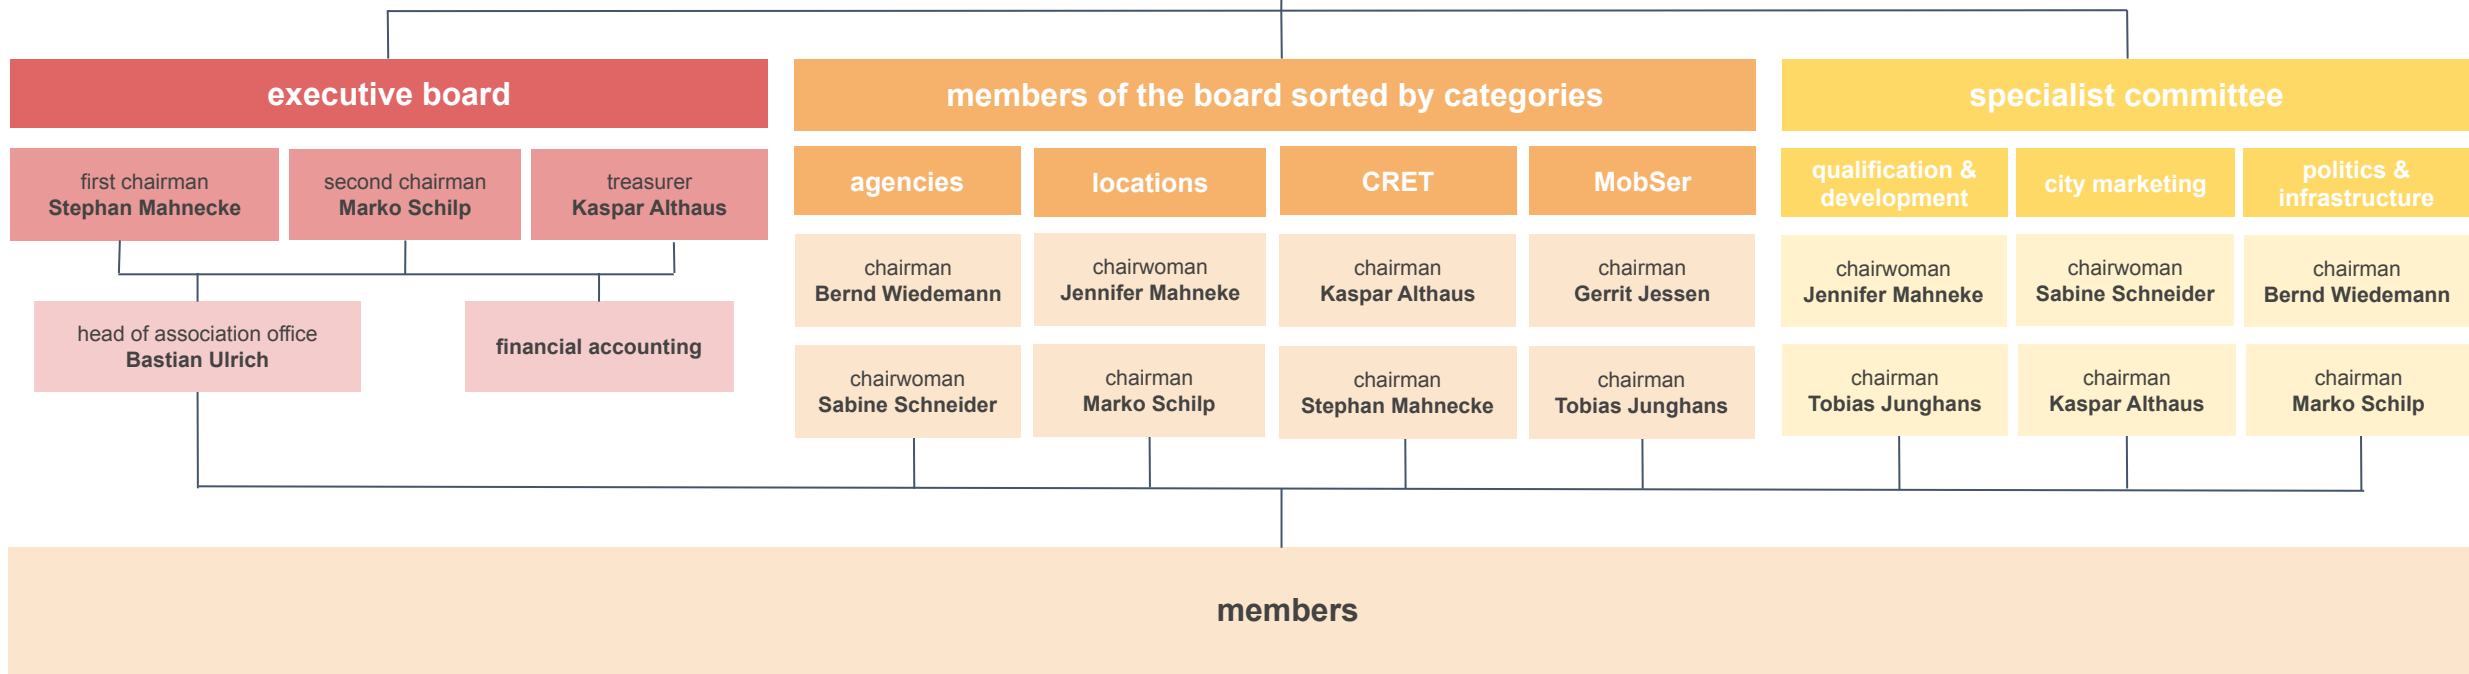 executive board
members of the board sorted by categories
specialist committee
first chairman
Stephan Mahnecke
second chairman
Marko Schilp
treasurer
Kaspar Althaus
head of association office
Bastian Ulrich
financial accounting
agencies
locations
CRET
MobSer
chairman
Bernd Wiedemann
chairwoman
Jennifer Mahneke
chairman
Kaspar Althaus
chairman
Gerrit Jessen
chairwoman
Sabine Schneider
chairman
Marko Schilp
chairman
Stephan Mahnecke
chairman
Tobias Junghans
qualification &
development
city marketing
politics &
infrastructure
chairwoman
Jennifer Mahneke
chairwoman
Sabine Schneider
chairman
Bernd Wiedemann
chairman
Tobias Junghans
chairman
Kaspar Althaus
chairman
Marko Schilp
members